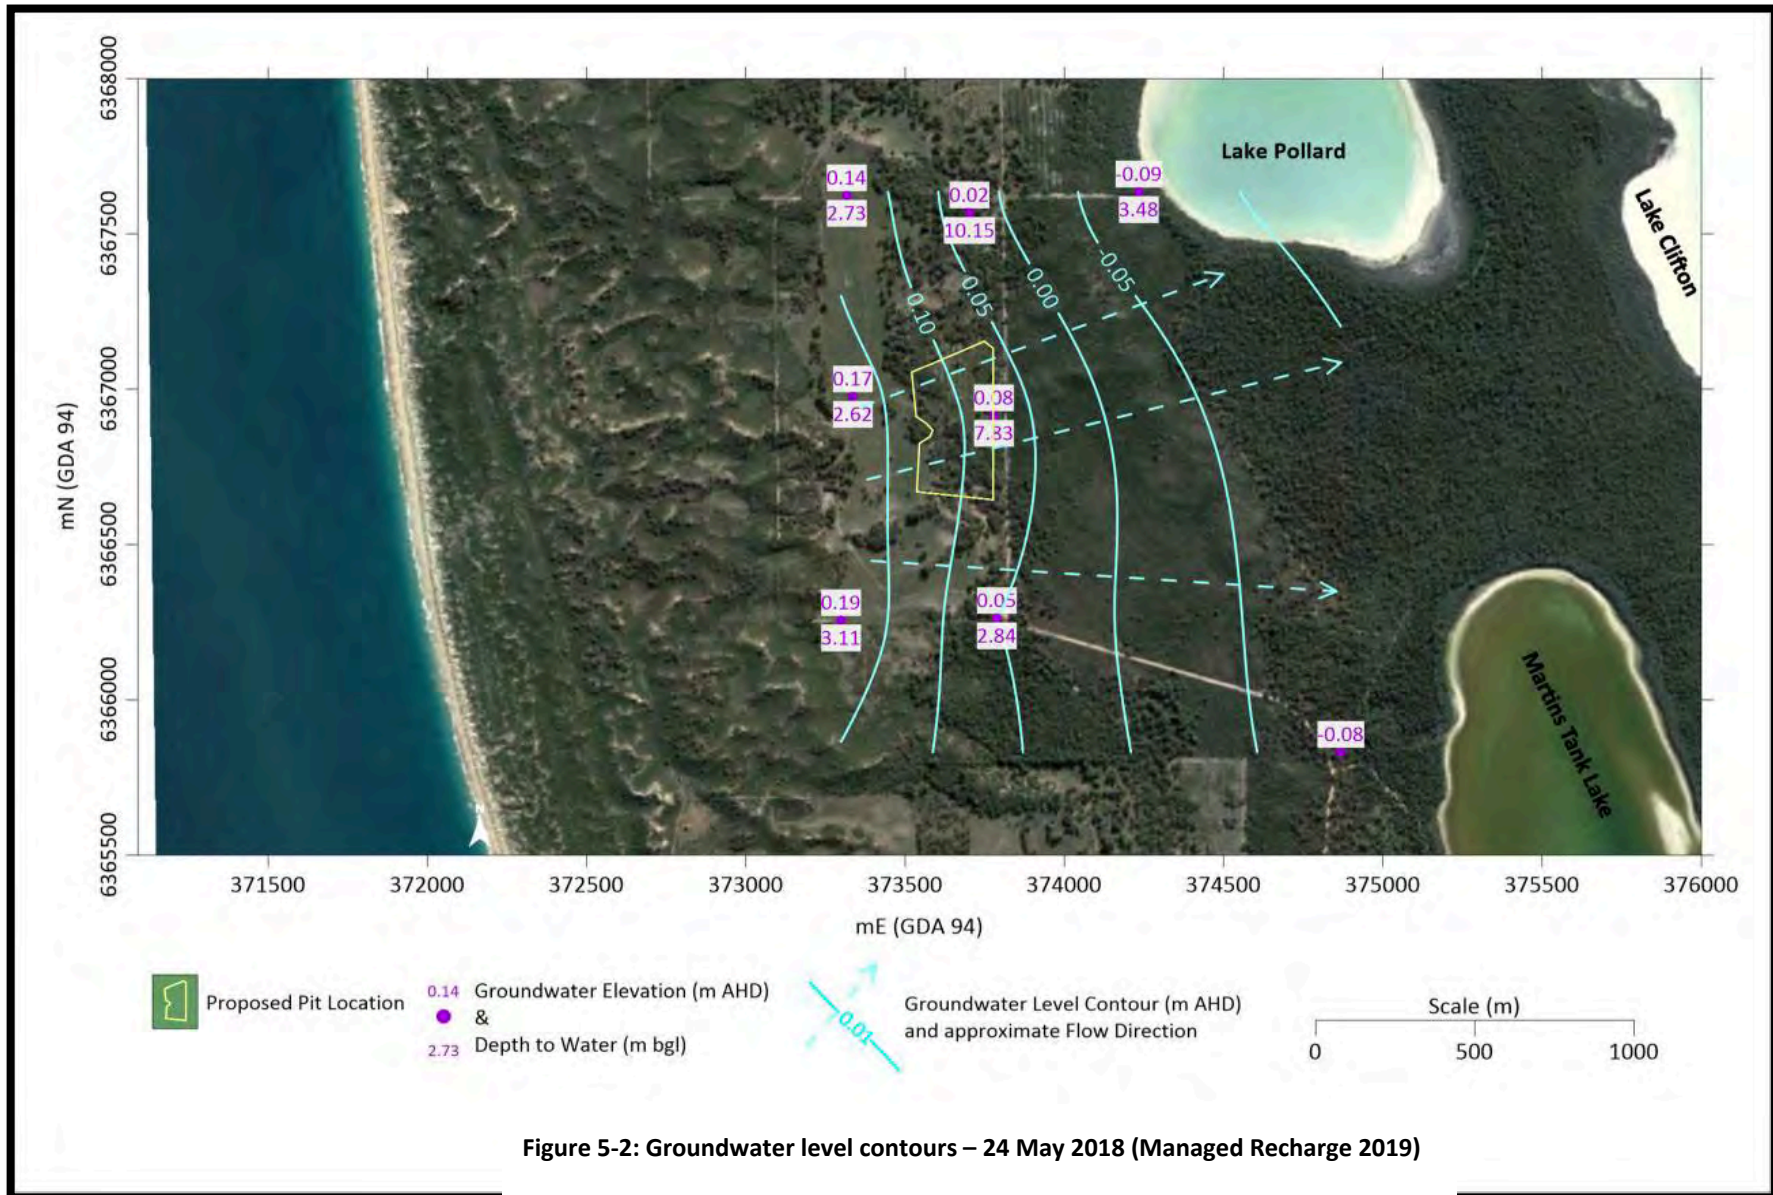 6368000
6367500
6367000
6366500
6366000
6365500
mN (GDA 94)
Lake Pollard
Lake Clifton
Martins Tank Lake
0.14
2.73
0.02
10.15
-0.09
3.48
0.17
2.62
0.08
7.83
0.19
3.11
0.05
2.84
-0.08
0.10
0.05
0.00
-0.05
N
371500 372000 372500 373000 373500 374000 374500 375000 375500 376000
mE (GDA 94)
Proposed Pit Location
0.14 Groundwater Elevation (m AHD)
&
2.73 Depth to Water (m bgl)
0.01
Groundwater Level Contour (m AHD)
and approximate Flow Direction
Scale (m)
0 500 1000
Figure 5-2: Groundwater level contours – 24 May 2018 (Managed Recharge 2019)